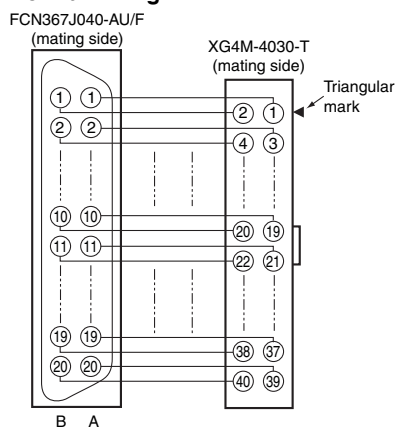 FCN367J040-AU/F
(mating side)
XG4M-4030-T
(mating side)
Triangular
mark
1 1
2 1
2 2
4 3
10 10
20 19
11 11
22 21
19 19
38 37
20 20
40 39
B A